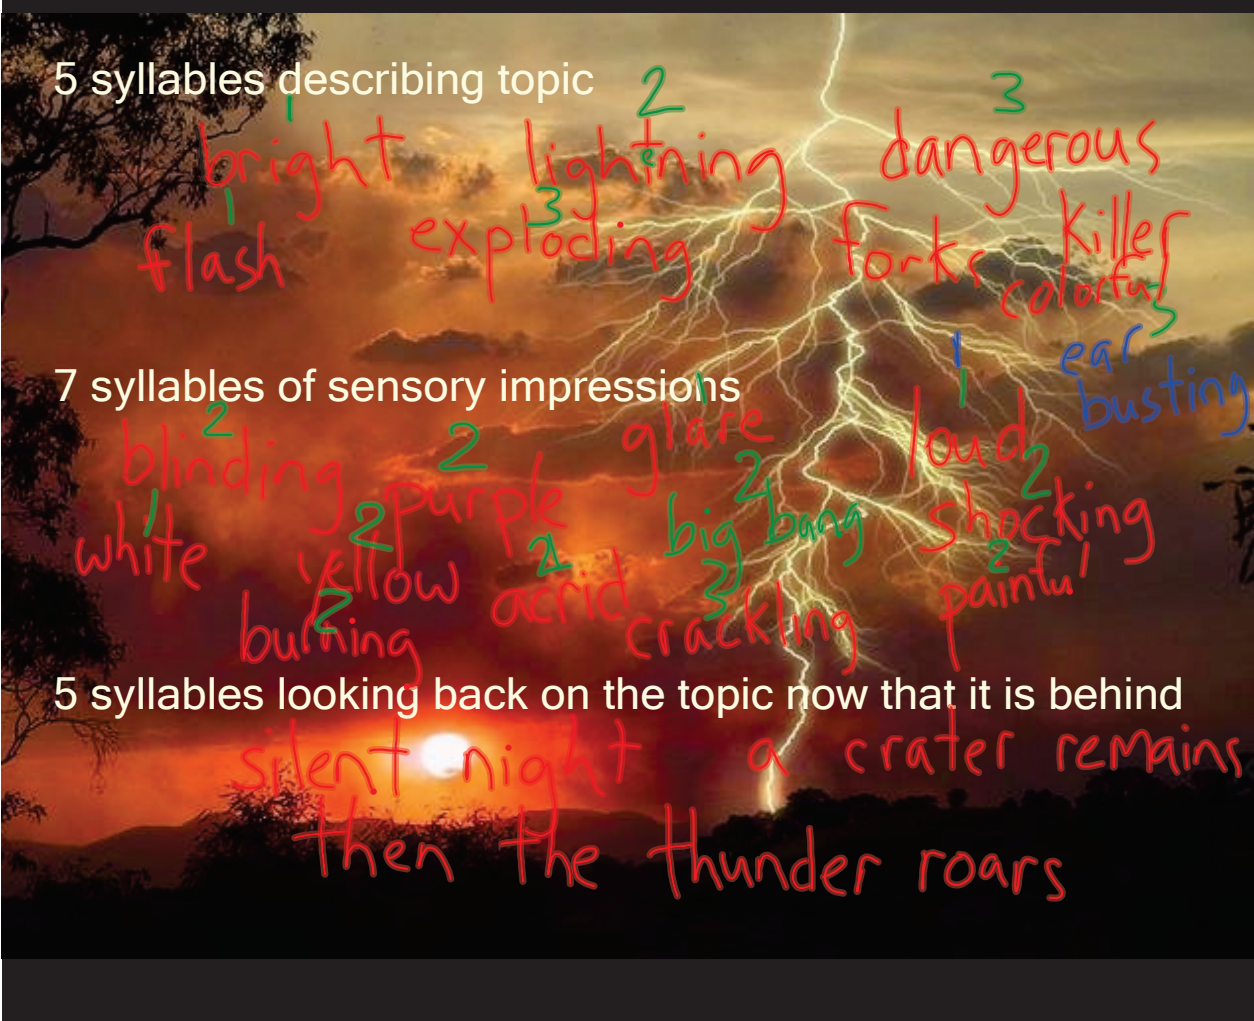 5 syllables describing topic
1 2 3
bright lightening dangerous
1 3
flash exploding forks killer
colorful
5 syllables
ear
7 syllables of sensory impressions
busting
2 2 1 1 1
blinding purple glare loud
1 2 2 2
white yellow acrid big bang shocking
2 2 3 2
burning crackling painful
5 syllables looking back on the topic now that it is behind
silent night a crater remains
then the thunder roars